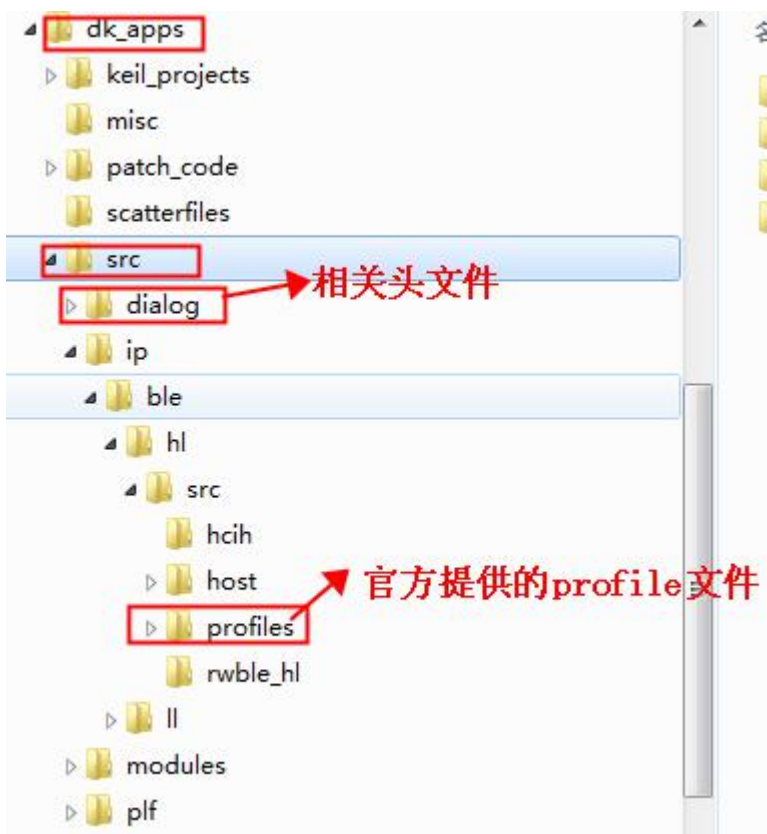 dk_apps
keil_projects
misc
patch_code
scatterfiles
src
相关头文件
dialog
ip
ble
hl
src
hcih
host
官方提供的profile文件
profiles
rwble_hl
ll
modules
plf